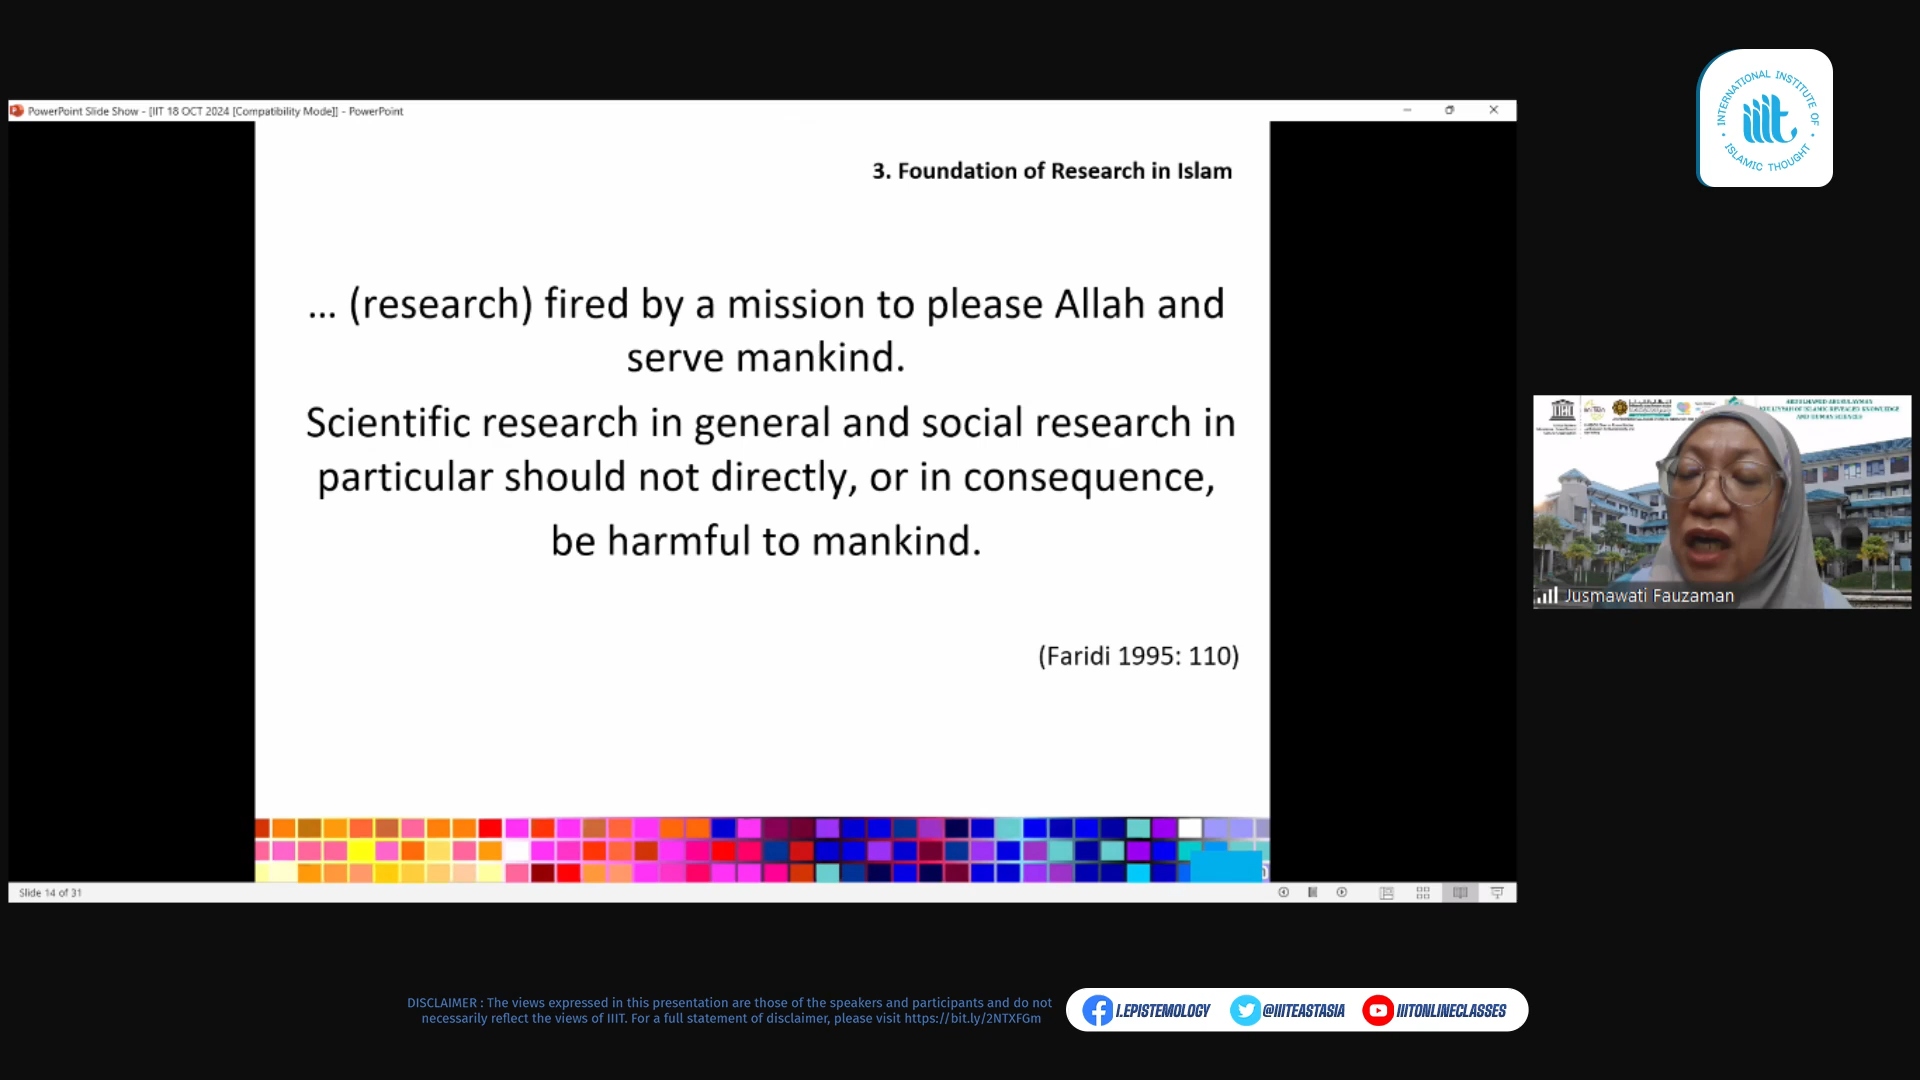 INTERNATIONAL INSTITUTE OF
iiit
ISLAMIC THOUGHT
PowerPoint Slide Show - [IIT 18 OCT 2024 [Compatibility Mode]] - PowerPoint
3. Foundation of Research in Islam
... (research) fired by a mission to please Allah and
serve mankind.
Scientific research in general and social research in
particular should not directly, or in consequence,
be harmful to mankind.
(Faridi 1995: 110)
Slide 14 of 31
Jusmawati Fauzaman
DISCLAIMER : The views expressed in this presentation are those of the speakers and participants and do not
necessarily reflect the views of IIIT. For a full statement of disclaimer, please visit https://bit.ly/2NTXFGm
I.EPISTEMOLOGY
@IIITEASTASIA
IIITONLINECLASSES